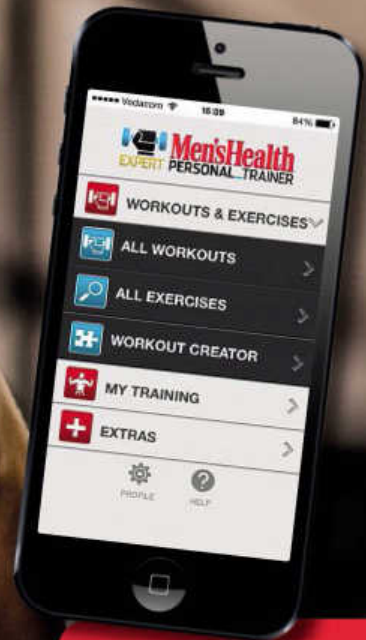 Vodacom 16:09 84%
Men'sHealth
EXPERT PERSONAL TRAINER
WORKOUTS & EXERCISES
ALL WORKOUTS
ALL EXERCISES
WORKOUT CREATOR
MY TRAINING
EXTRAS
PROFILE HELP